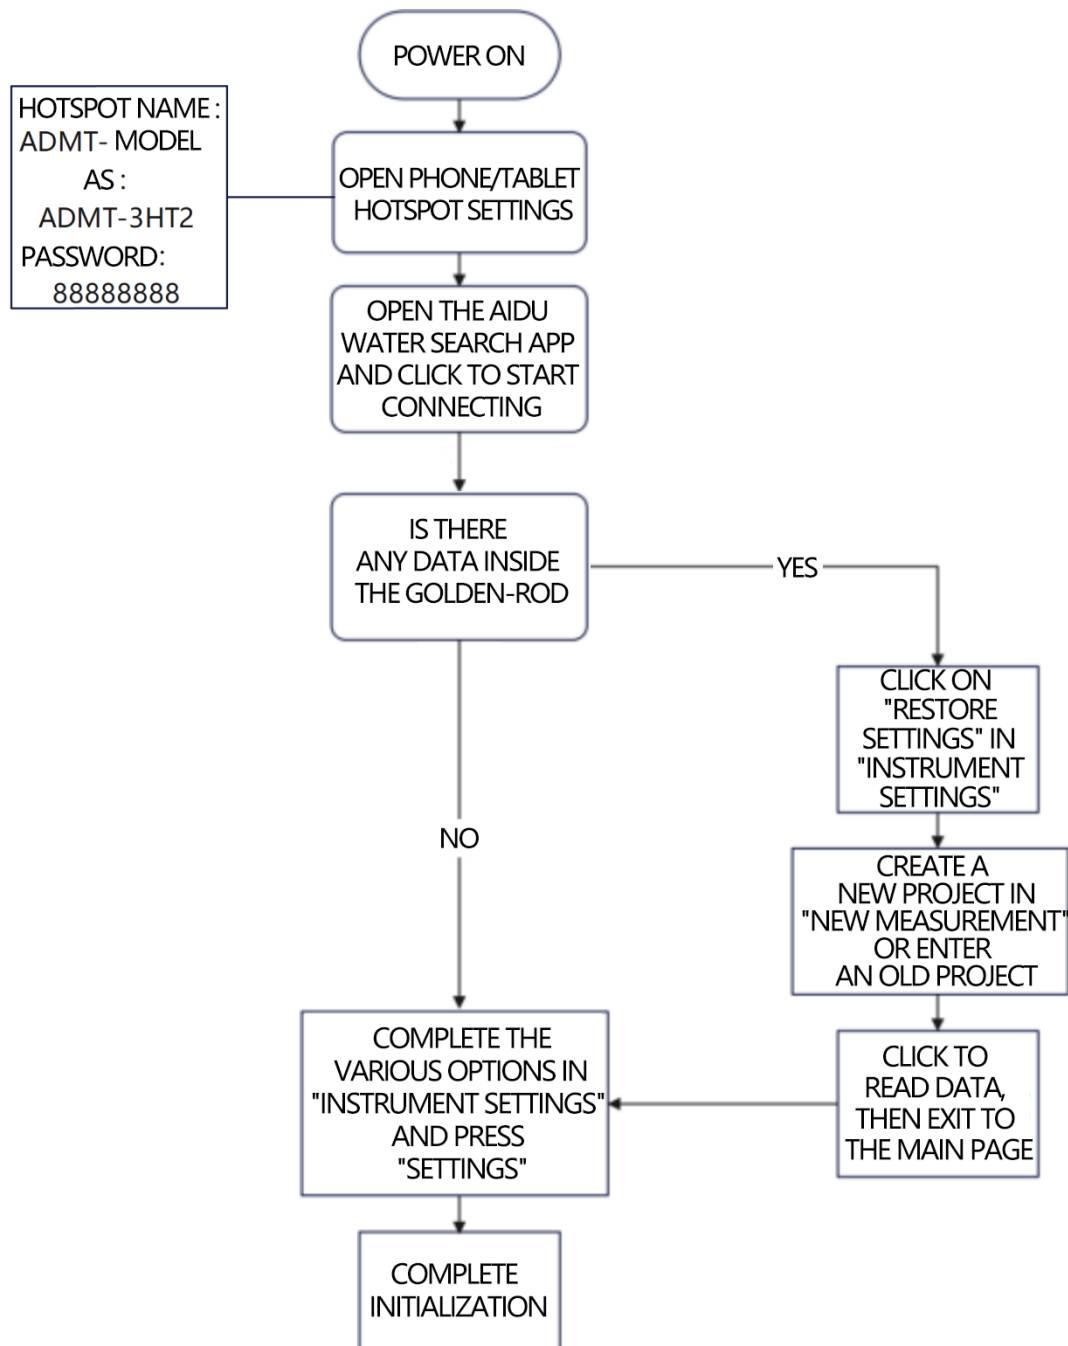 POWER ON
HOTSPOT NAME :
ADMT- MODEL
AS :
ADMT-3HT2
PASSWORD:
88888888
OPEN PHONE/TABLET
HOTSPOT SETTINGS
OPEN THE AIDU
WATER SEARCH APP
AND CLICK TO START
CONNECTING
IS THERE
ANY DATA INSIDE
THE GOLDEN-ROD
YES
CLICK ON
"RESTORE
SETTINGS" IN
"INSTRUMENT
SETTINGS"
NO
CREATE A
NEW PROJECT IN
"NEW MEASUREMENT"
OR ENTER
AN OLD PROJECT
CLICK TO
READ DATA,
THEN EXIT TO
THE MAIN PAGE
COMPLETE THE
VARIOUS OPTIONS IN
"INSTRUMENT SETTINGS"
AND PRESS
"SETTINGS"
COMPLETE
INITIALIZATION